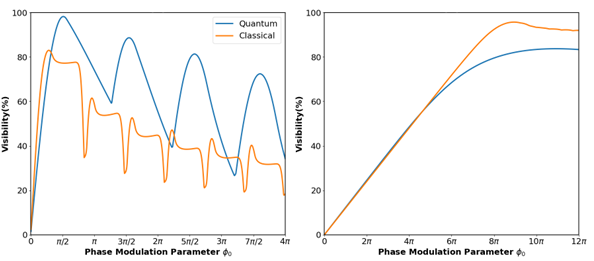 Visibility(%)
100
80
60
40
20
0
Quantum
Classical
0 π/2 π 3π/2 2π 5π/2 3π 7π/2 4π
Phase Modulation Parameter ϕ₀
Visibility(%)
100
80
60
40
20
0
0 2π 4π 6π 8π 10π 12π
Phase Modulation Parameter ϕ₀